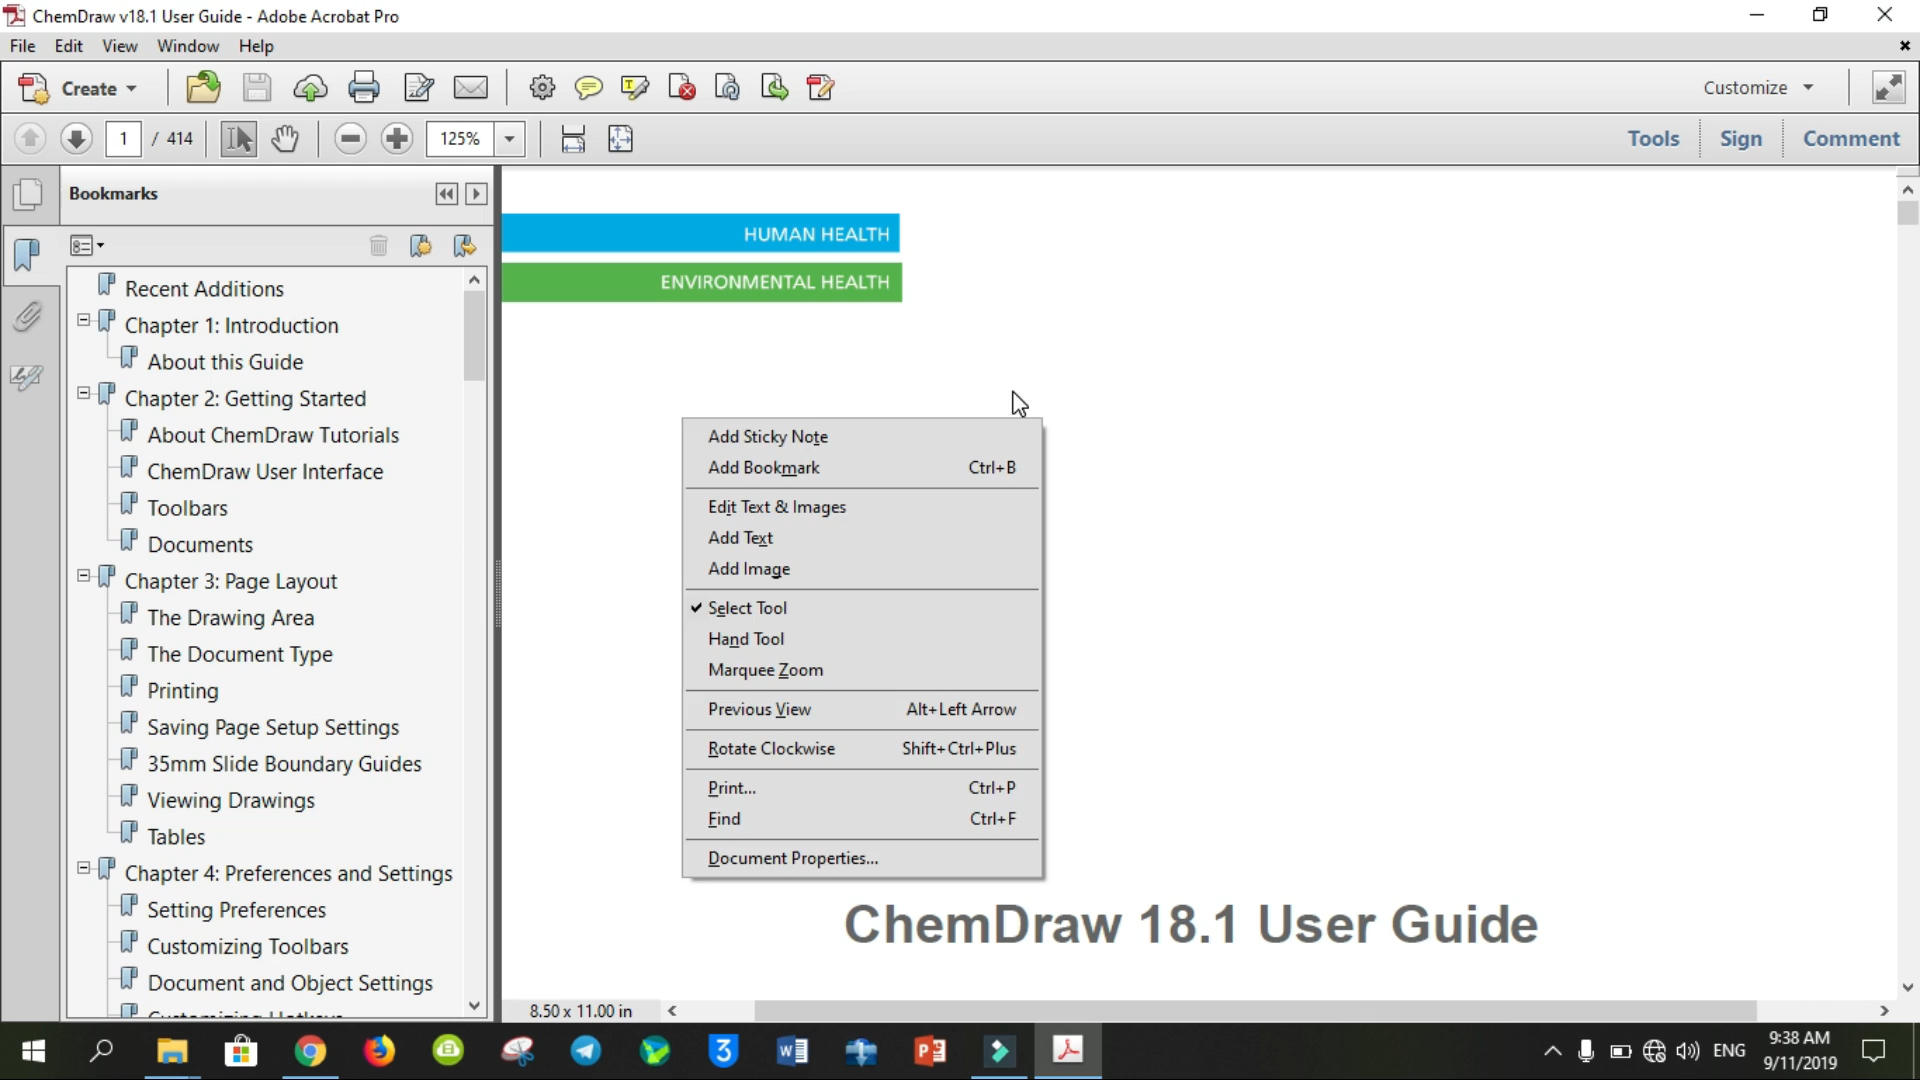 ChemDraw v18.1 User Guide - Adobe Acrobat Pro
File Edit View Window Help
Create Customize
1 / 414 125% Tools Sign Comment
Bookmarks
Recent Additions
Chapter 1: Introduction
About this Guide
Chapter 2: Getting Started
About ChemDraw Tutorials
ChemDraw User Interface
Toolbars
Documents
Chapter 3: Page Layout
The Drawing Area
The Document Type
Printing
Saving Page Setup Settings
35mm Slide Boundary Guides
Viewing Drawings
Tables
Chapter 4: Preferences and Settings
Setting Preferences
Customizing Toolbars
Document and Object Settings
HUMAN HEALTH
ENVIRONMENTAL HEALTH
Add Sticky Note
Add Bookmark Ctrl+B
Edit Text & Images
Add Text
Add Image
Select Tool
Hand Tool
Marquee Zoom
Previous View Alt+Left Arrow
Rotate Clockwise Shift+Ctrl+Plus
Print... Ctrl+P
Find Ctrl+F
Document Properties...
ChemDraw 18.1 User Guide
8.50 x 11.00 in
ENG
9:38 AM
9/11/2019